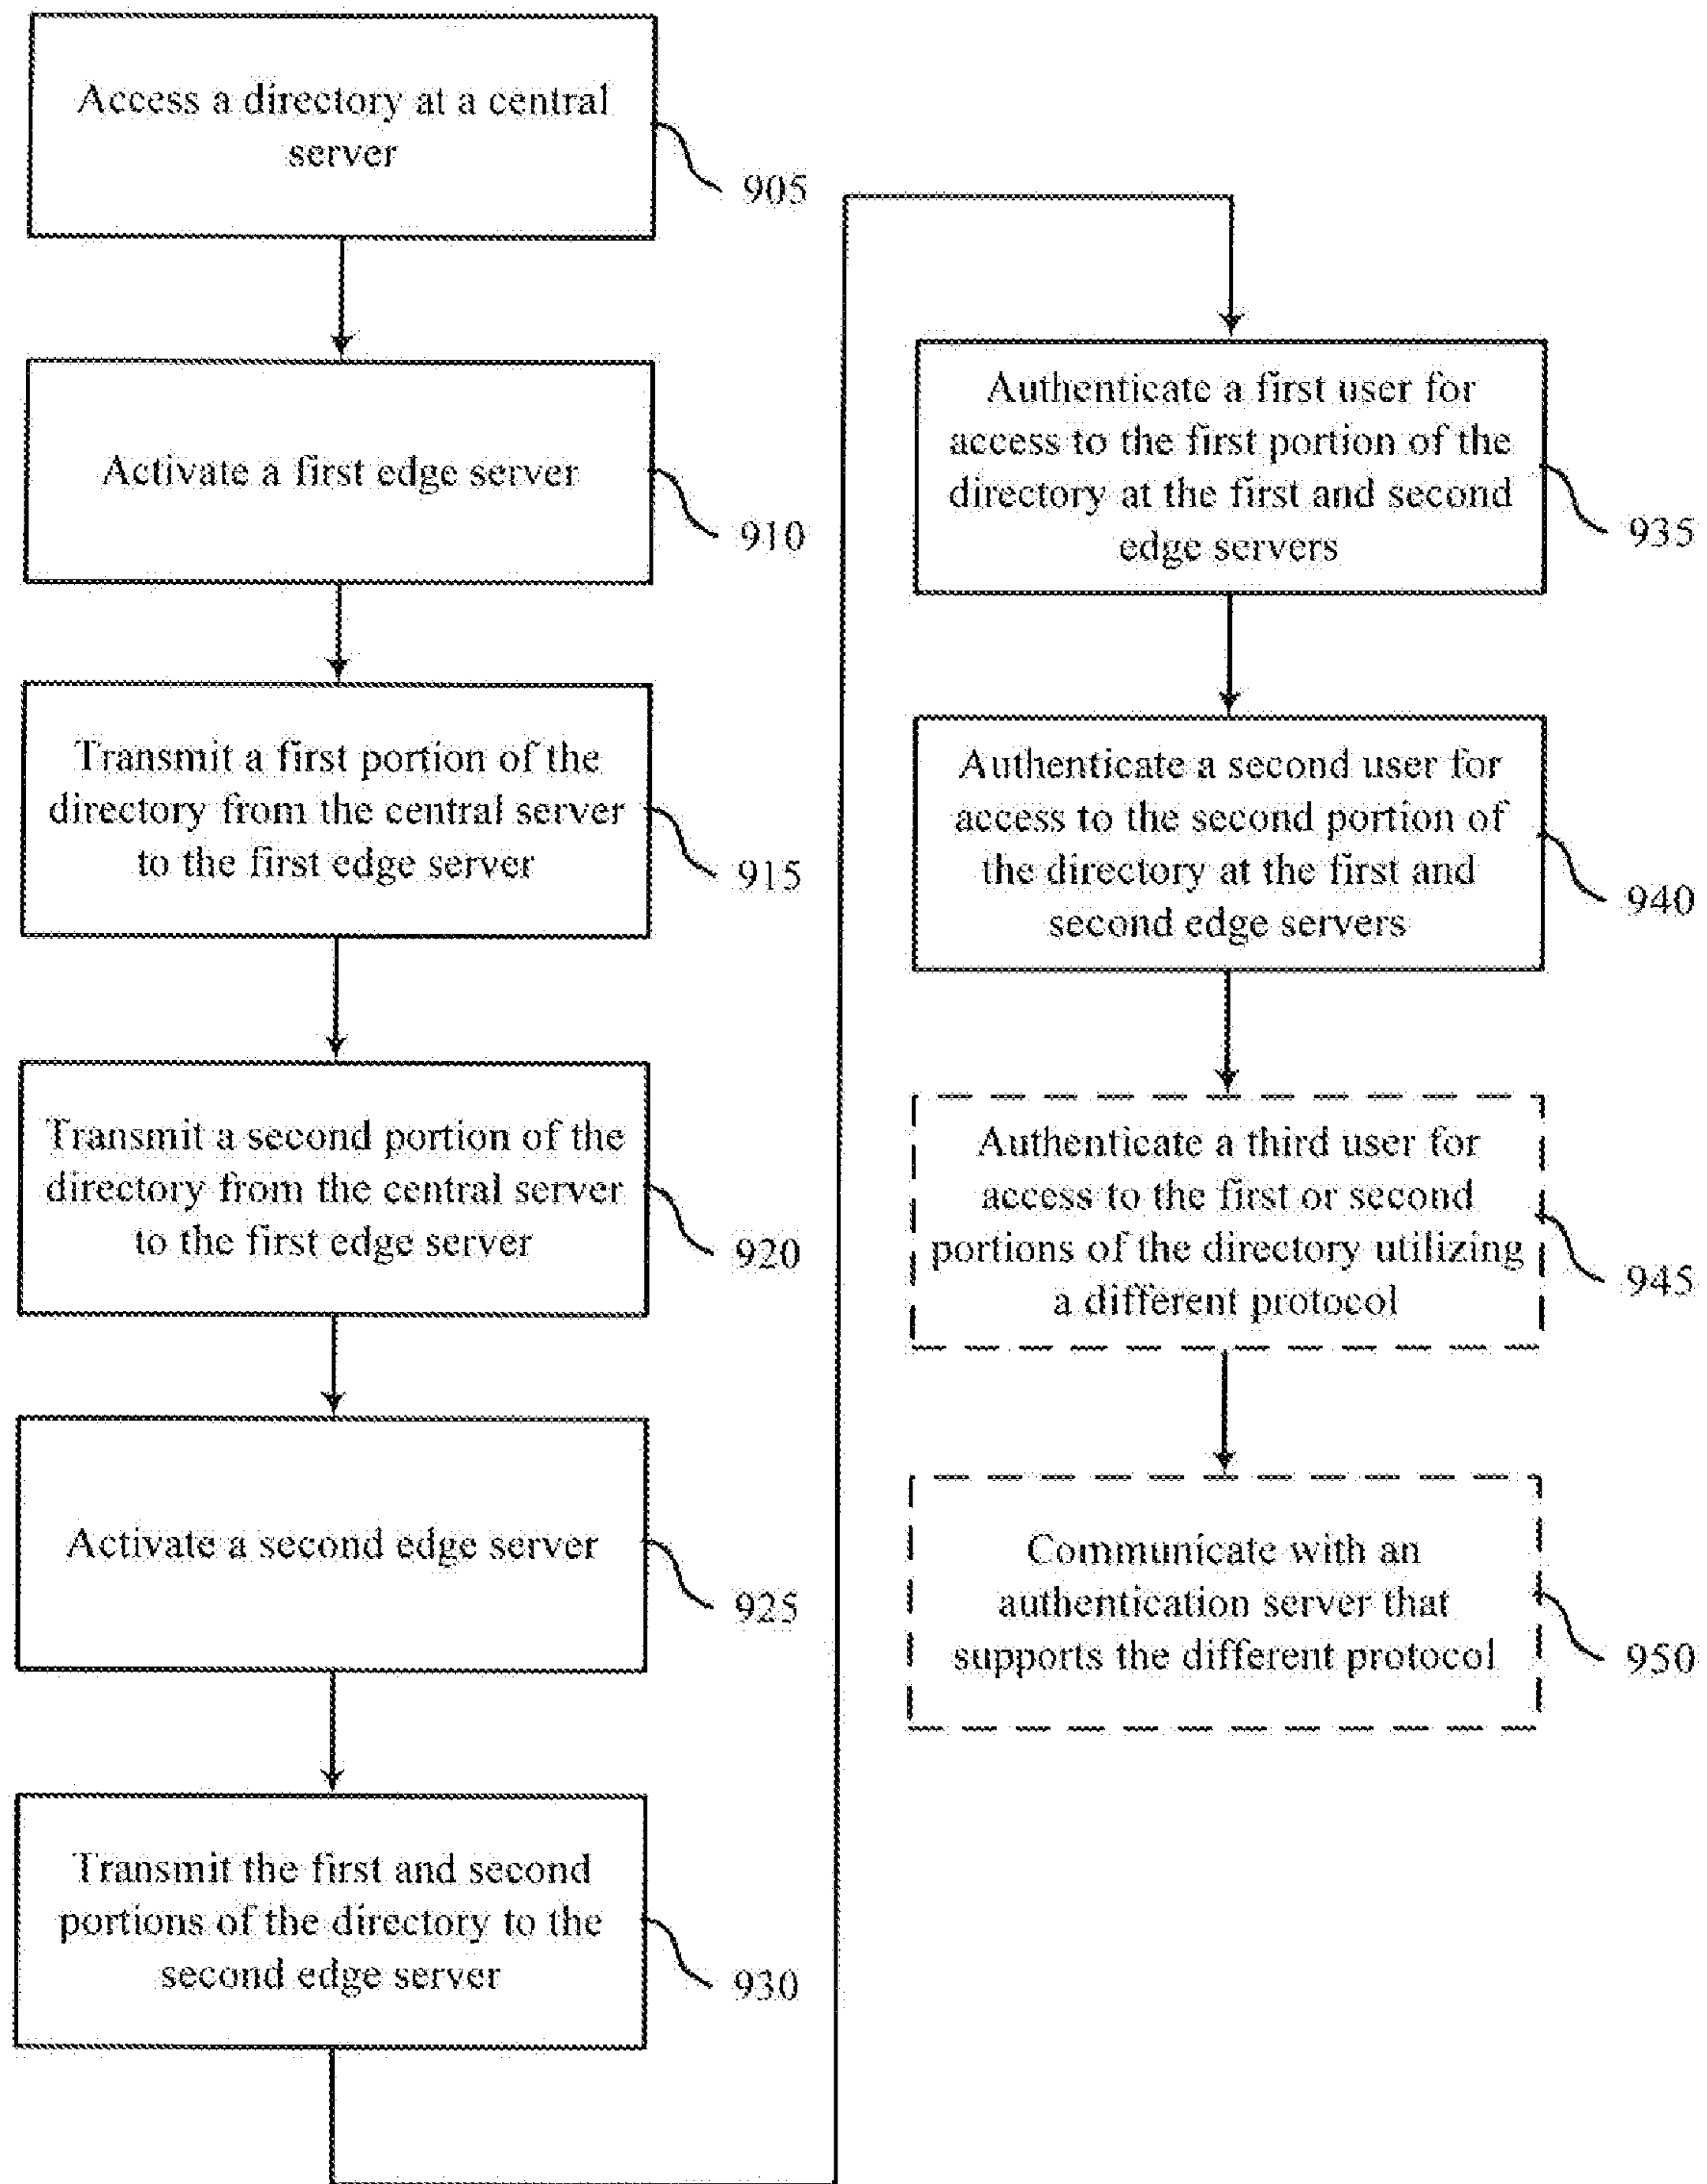 Access a directory at a central
server
905
Activate a first edge server
910
Transmit a first portion of the
directory from the central server
to the first edge server
915
Transmit a second portion of the
directory from the central server
to the first edge server
920
Activate a second edge server
925
Transmit the first and second
portions of the directory to the
second edge server
930
Authenticate a first user for
access to the first portion of the
directory at the first and second
edge servers
935
Authenticate a second user for
access to the second portion of
the directory at the first and
second edge servers
940
Authenticate a third user for
access to the first or second
portions of the directory utilizing
a different protocol
945
Communicate with an
authentication server that
supports the different protocol
950